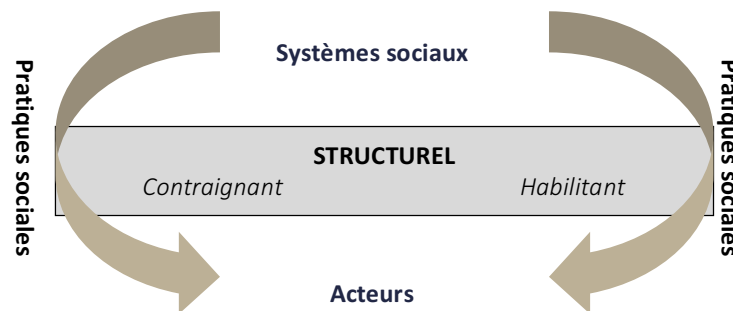 Systèmes sociaux
Pratiques sociales
Pratiques sociales
STRUCTUREL
Contraignant
Habilitant
Acteurs